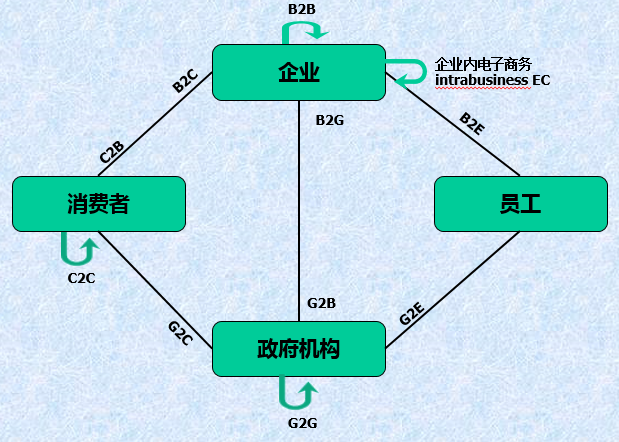 B2B
企业
企业内电子商务
intrabusiness EC
B2C
B2G
B2E
C2B
消费者
员工
C2C
G2B
G2C
G2E
政府机构
G2G